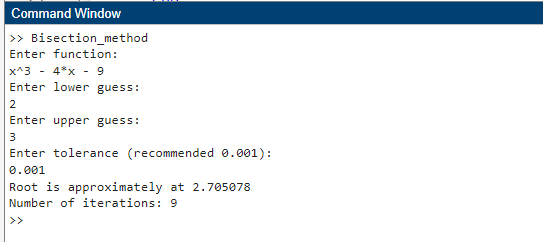 Command Window
>> Bisection_method
Enter function:
x^3 - 4*x - 9
Enter lower guess:
2
Enter upper guess:
3
Enter tolerance (recommended 0.001):
0.001
Root is approximately at 2.705078
Number of iterations: 9
>>